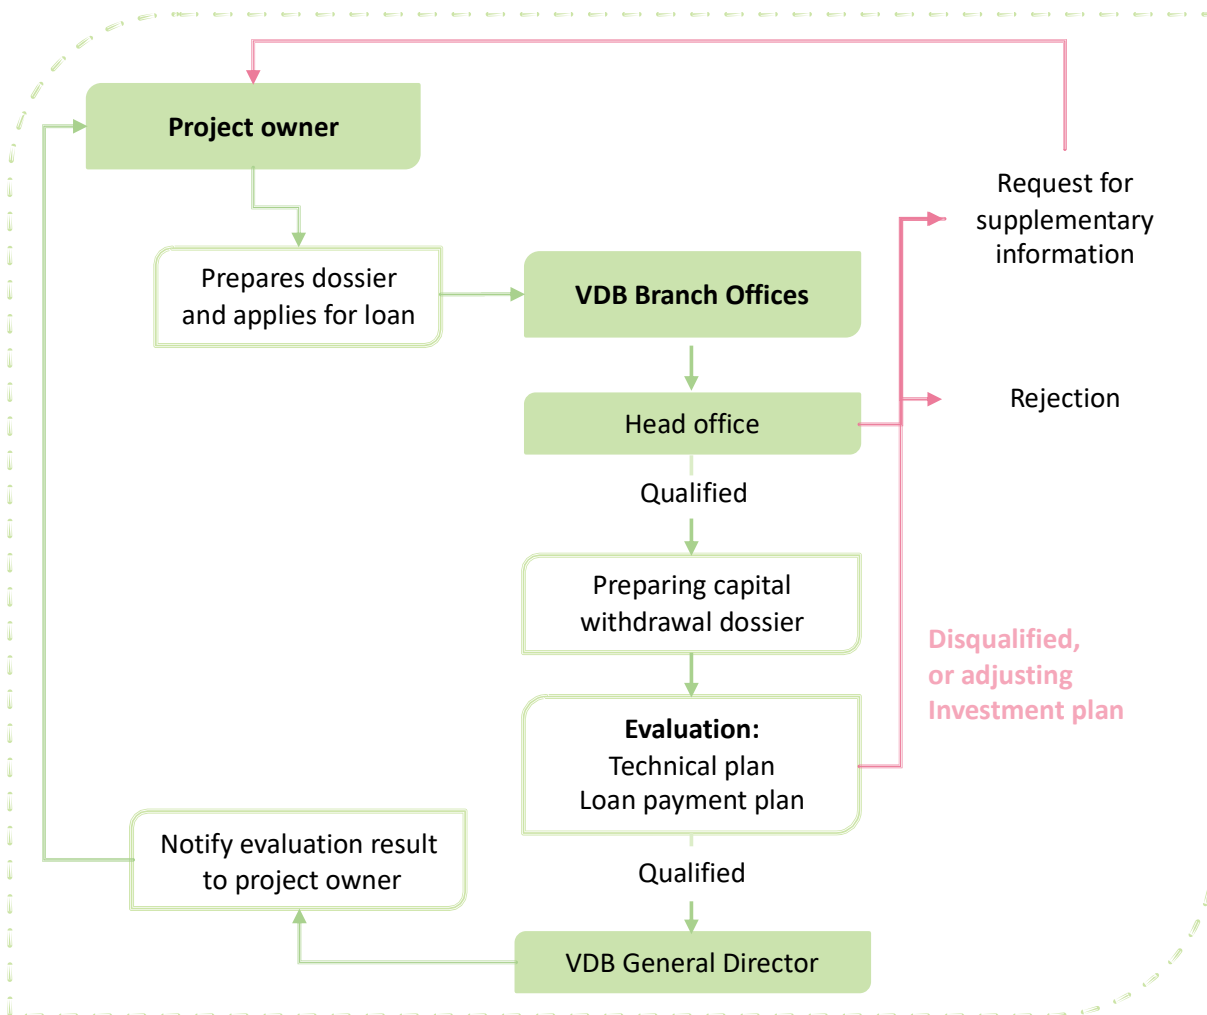 Project owner
Request for
supplementary
information
Prepares dossier
and applies for loan
VDB Branch Offices
Rejection
Head office
Qualified
Preparing capital
withdrawal dossier
Disqualified,
or adjusting
Investment plan
Evaluation:
Technical plan
Loan payment plan
Notify evaluation result
to project owner
Qualified
VDB General Director